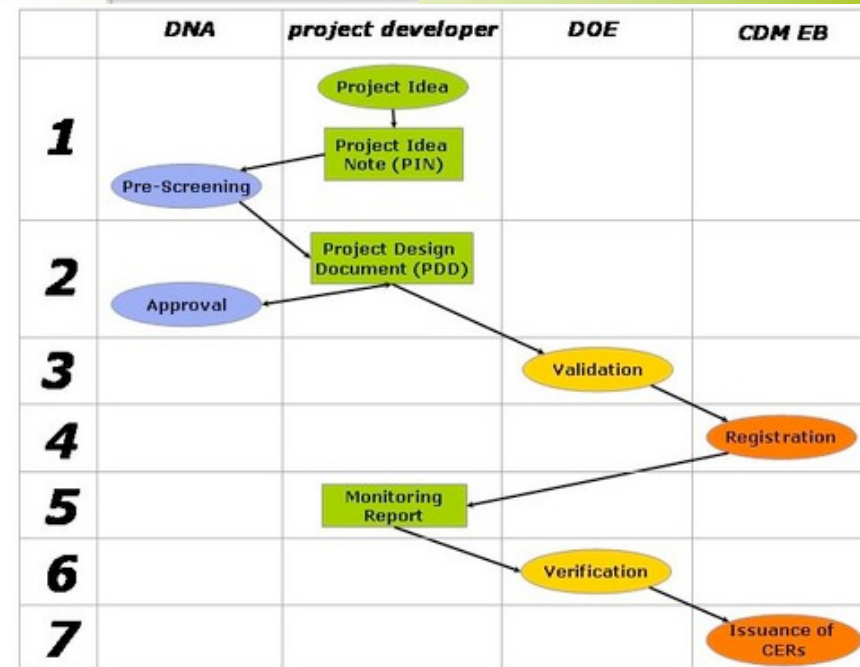 DNA
project developer
DOE
CDM EB
1
Project Idea
Project Idea
Note (PIN)
Pre-Screening
2
Project Design
Document (PDD)
Approval
3
Validation
4
Registration
5
Monitoring
Report
6
Verification
7
Issuance of
CERs